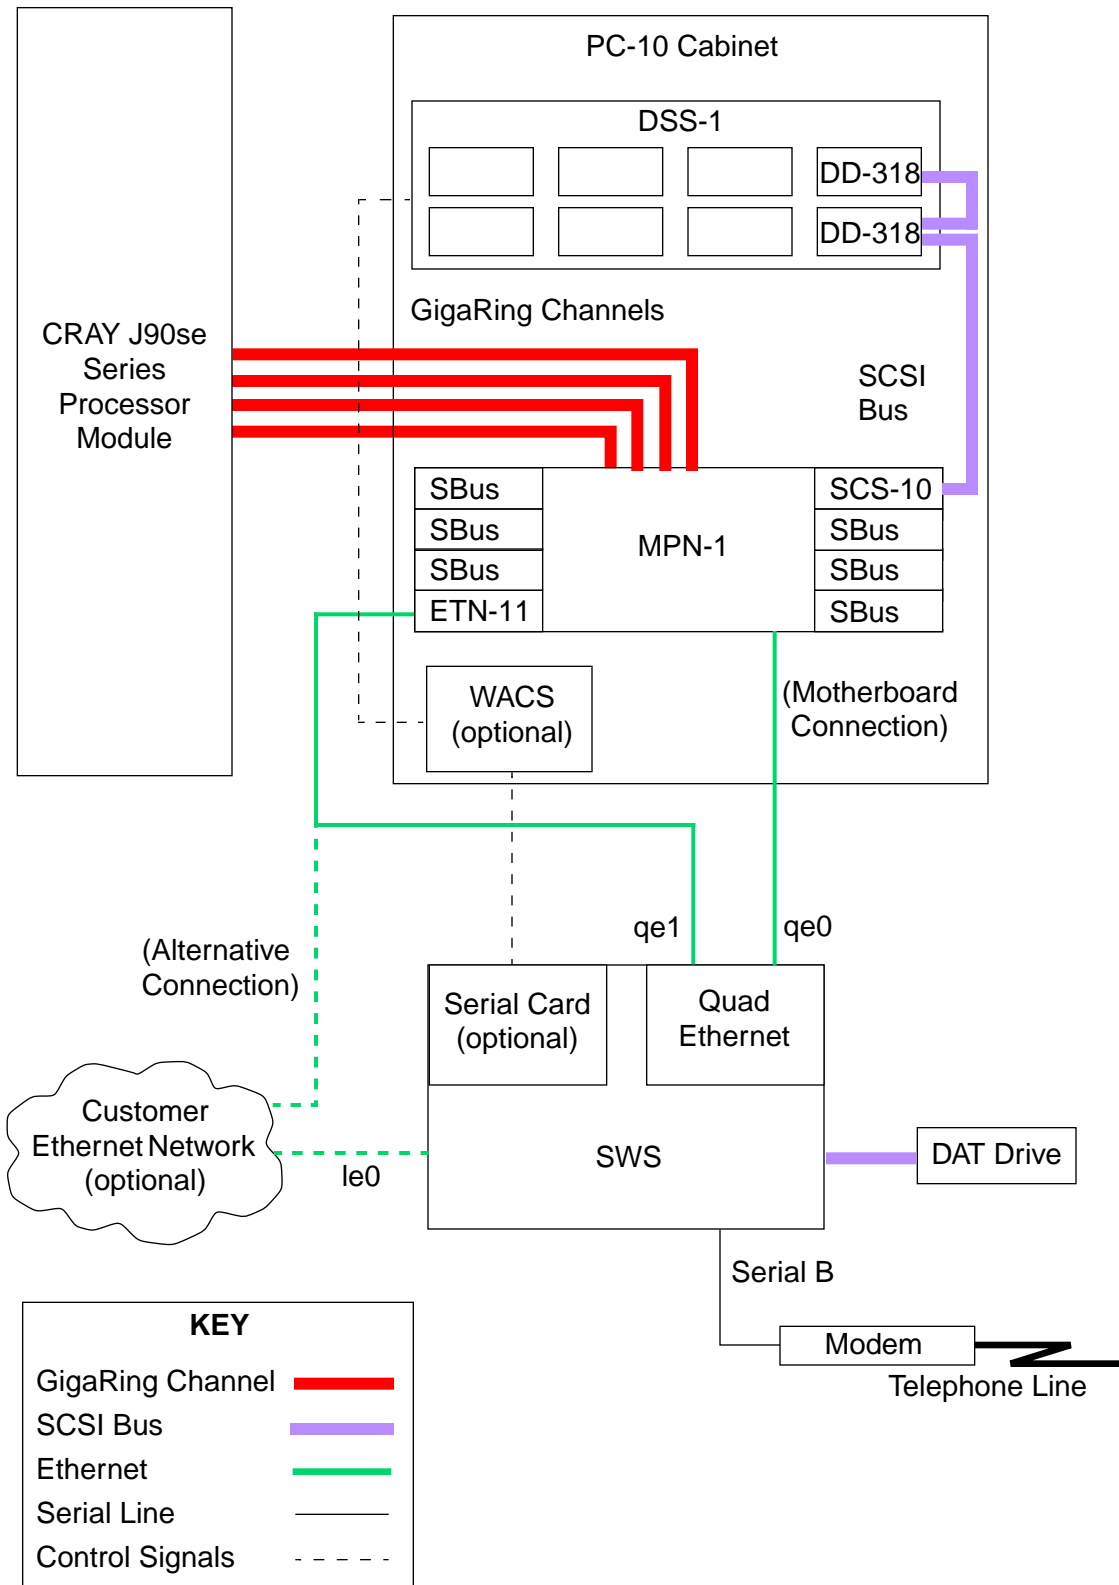 PC-10 Cabinet
DSS-1
DD-318
DD-318
GigaRing Channels
CRAY J90se
Series
Processor
Module
SCSI
Bus
SBus
SBus
SBus
ETN-11
MPN-1
SCS-10
SBus
SBus
SBus
WACS
(optional)
(Motherboard
Connection)
qe1
qe0
(Alternative
Connection)
Serial Card
(optional)
Quad
Ethernet
Customer
Ethernet Network
(optional)
le0
SWS
DAT Drive
Serial B
Modem
Telephone Line
KEY
GigaRing Channel
SCSI Bus
Ethernet
Serial Line
Control Signals